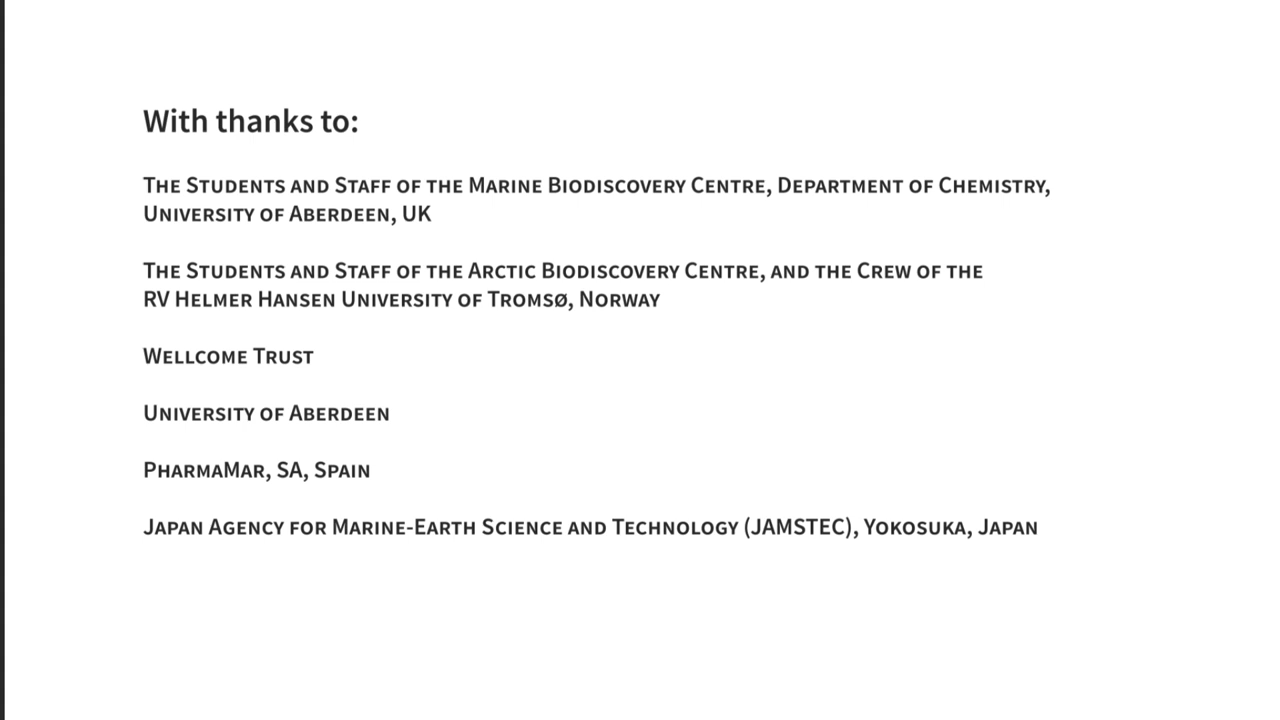 With thanks to:
The Students and Staff of the Marine Biodiscovery Centre, Department of Chemistry,
University of Aberdeen, UK
The Students and Staff of the Arctic Biodiscovery Centre, and the Crew of the
RV Helmer Hansen University of Tromsø, Norway
Wellcome Trust
University of Aberdeen
PharmaMar, SA, Spain
Japan Agency for Marine-Earth Science and Technology (JAMSTEC), Yokosuka, Japan